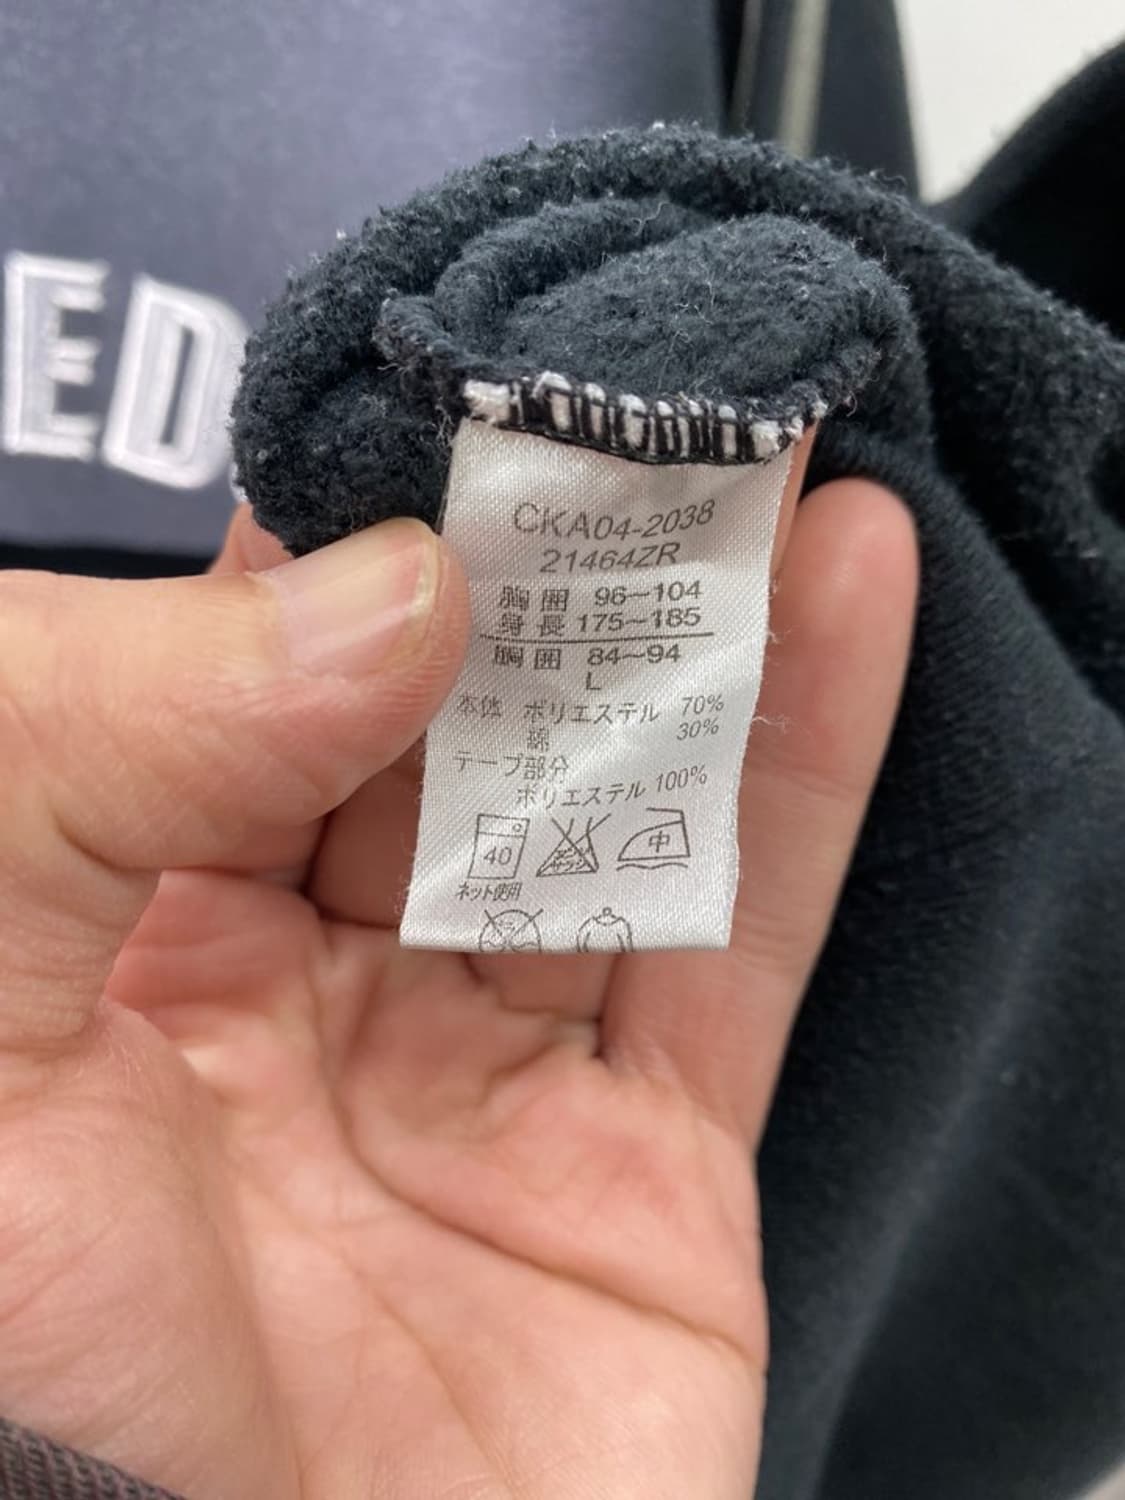 ED
CKA04-2038
21464ZR
胸囲 96~104
身長 175~185
胸囲 84~94
L
本体 ポリエステル 70%
綿 30%
テープ部分
ポリエステル 100%
40 中
ネット使用